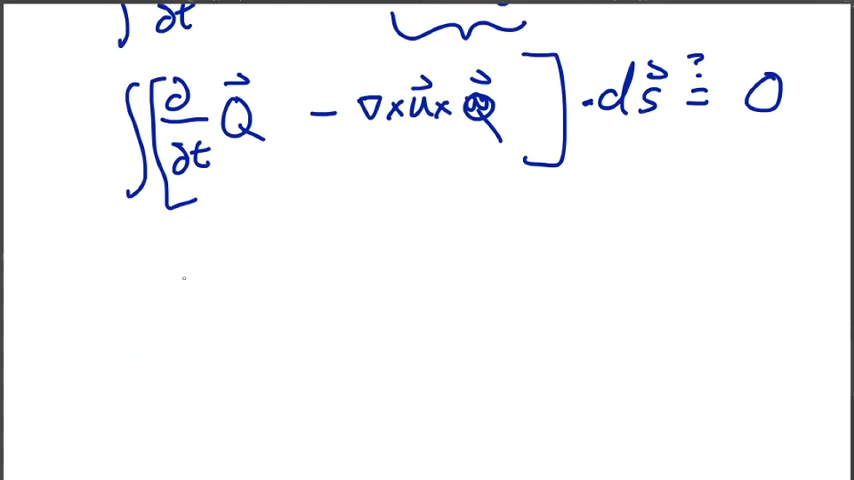 ∫ ∂t
∫ [ ∂/∂t Q⃗ − ∇×u⃗×Q⃗ ] · ds⃗ ≟ 0